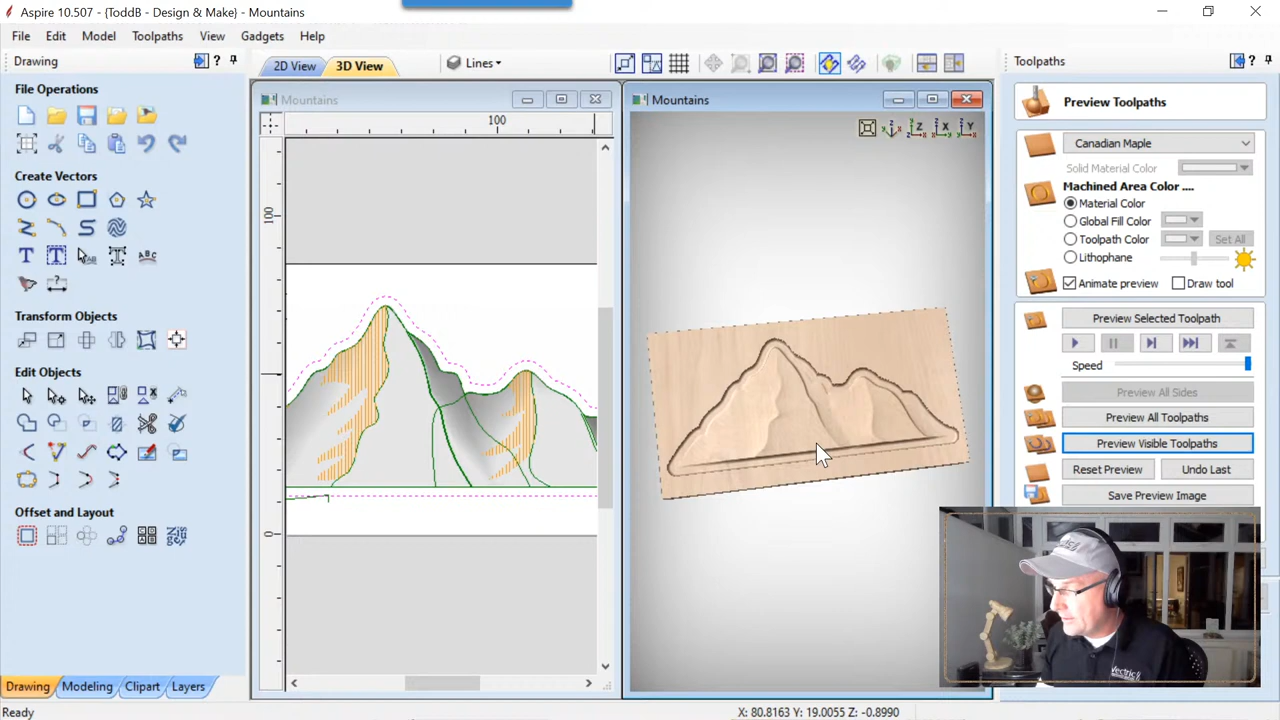 Aspire 10.507 - {ToddB - Design & Make} - Mountains
File Edit Model Toolpaths View Gadgets Help
Drawing
File Operations
Create Vectors
Transform Objects
Edit Objects
Offset and Layout
Drawing Modeling Clipart Layers
Ready
2D View 3D View Lines
Mountains
100
100
0
Mountains
Z X Y
X: 80.8163 Y: 19.0055 Z: -0.8990
Toolpaths
Preview Toolpaths
Canadian Maple
Solid Material Color
Machined Area Color ....
Material Color
Global Fill Color
Toolpath Color Set All
Lithophane
Animate preview Draw tool
Preview Selected Toolpath
Speed
Preview All Sides
Preview All Toolpaths
Preview Visible Toolpaths
Reset Preview Undo Last
Save Preview Image
Vectric